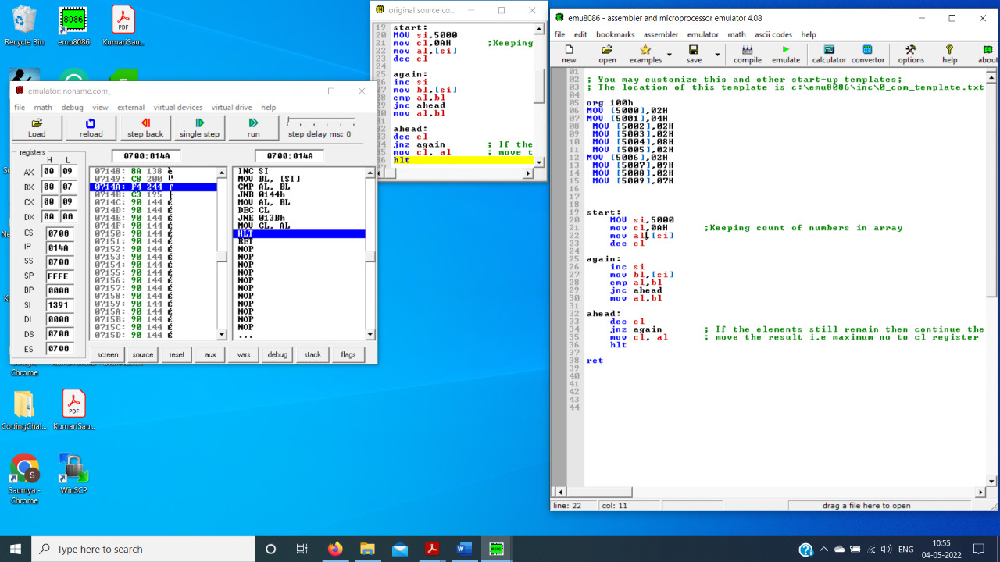 Recycle Bin
emu8086
KumariSau...
original source co...
19 start:
20 MOV si,5000
21 mov cl,0AH ;Keeping
22 mov al,[si]
23 dec cl
24
25 again:
26 inc si
27 mov bl,[si]
28 cmp al,bl
29 jnc ahead
30 mov al,bl
31
32 ahead:
33 dec cl
34 jnz again ; If the
35 mov cl, al ; move t
36 hlt
emulator: noname.com_
file math debug view external virtual devices virtual drive help
Load reload step back single step run step delay ms: 0
registers
H L
0700:014A 0700:014A
AX 00 09
BX 00 07
CX 00 09
DX 00 00
CS 0700
IP 014A
SS 0700
SP FFFE
BP 0000
SI 1391
DI 0000
DS 0700
ES 0700
07148: 8A 138 è
07149: C8 200 ╚
0714A: F4 244 ⌠
0714B: C3 195 ├
0714C: 90 144 É
0714D: 90 144 É
0714E: 90 144 É
0714F: 90 144 É
07150: 90 144 É
07151: 90 144 É
07152: 90 144 É
07153: 90 144 É
07154: 90 144 É
07155: 90 144 É
07156: 90 144 É
07157: 90 144 É
07158: 90 144 É
07159: 90 144 É
0715A: 90 144 É
0715B: 90 144 É
0715C: 90 144 É
0715D: 90 144 É
INC SI
MOV BL, [SI]
CMP AL, BL
JNB 0144h
MOV AL, BL
DEC CL
JNE 013Bh
MOV CL, AL
HLT
RET
NOP
NOP
NOP
NOP
NOP
NOP
NOP
NOP
NOP
NOP
NOP
...
screen source reset aux vars debug stack flags
Google Chrome
CodingChal...
KumariSau...
Saumya - Chrome
WinSCP
emu8086 - assembler and microprocessor emulator 4.08
file edit bookmarks assembler emulator math ascii codes help
new open examples save compile emulate calculator convertor options help about
01
02 ; You may customize this and other start-up templates;
03 ; The location of this template is c:\emu8086\inc\0_com_template.txt
04
05 org 100h
06 MOV [5000],02H
07 MOV [5001],04H
08 MOV [5002],02H
09 MOV [5003],02H
10 MOV [5004],08H
11 MOV [5005],02H
12 MOV [5006],02H
13 MOV [5007],09H
14 MOV [5008],02H
15 MOV [5009],07H
16
17
18
19 start:
20 MOV si,5000
21 mov cl,0AH ;Keeping count of numbers in array
22 mov al,[si]
23 dec cl
24
25 again:
26 inc si
27 mov bl,[si]
28 cmp al,bl
29 jnc ahead
30 mov al,bl
31
32 ahead:
33 dec cl
34 jnz again ; If the elements still remain then continue the
35 mov cl, al ; move the result i.e maximum no to cl register
36 hlt
37
38 ret
39
40
41
42
43
44
line: 22 col: 11 drag a file here to open
Type here to search
ENG
10:55
04-05-2022